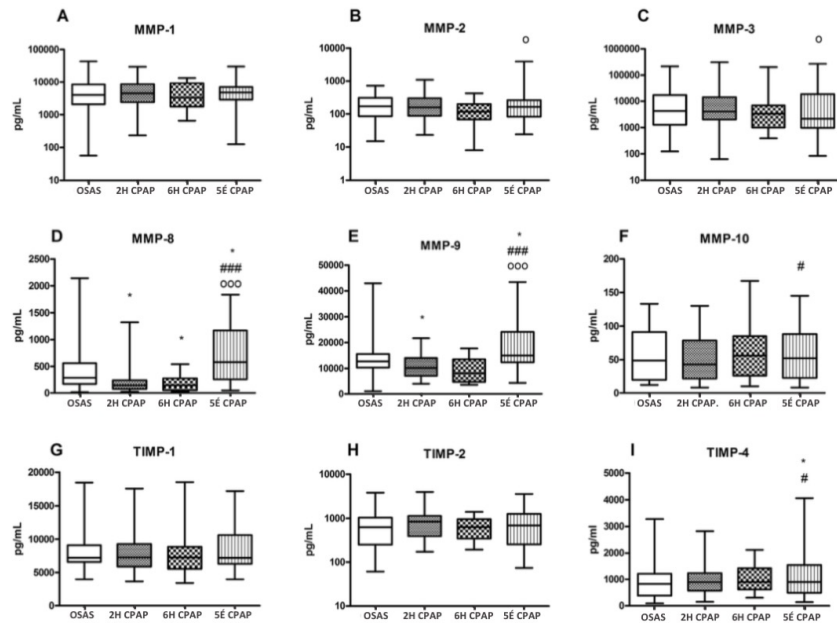 A
MMP-1
pg/mL
100000
10000
1000
100
10
OSAS 2H CPAP 6H CPAP 5É CPAP
B
MMP-2
pg/mL
10000
1000
100
10
1
O
OSAS 2H CPAP 6H CPAP 5É CPAP
C
MMP-3
pg/mL
1000000
100000
10000
1000
100
10
O
OSAS 2H CPAP 6H CPAP 5É CPAP
D
MMP-8
pg/mL
2500
2000
1500
1000
500
0
*
*
*
###
OOO
OSAS 2H CPAP 6H CPAP 5É CPAP
E
MMP-9
pg/mL
50000
40000
30000
20000
10000
0
*
*
###
OOO
OSAS 2H CPAP 6H CPAP 5É CPAP
F
MMP-10
pg/mL
200
150
100
50
0
#
OSAS 2H CPAP. 6H CPAP 5É CPAP
G
TIMP-1
pg/mL
20000
15000
10000
5000
0
OSAS 2H CPAP 6H CPAP 5É CPAP
H
TIMP-2
pg/mL
10000
1000
100
10
OSAS 2H CPAP 6H CPAP 5É CPAP
I
TIMP-4
pg/ml
5000
4000
3000
2000
1000
0
*
#
OSAS 2H CPAP 6H CPAP 5É CPAP